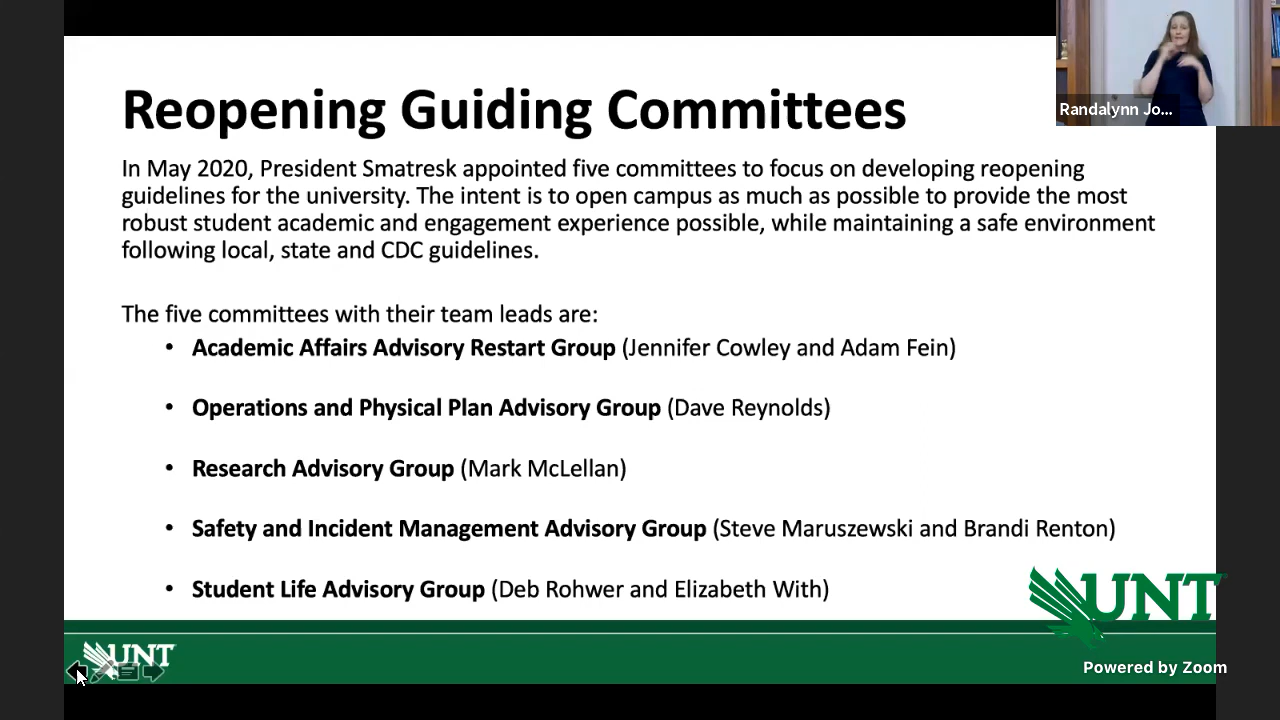 Reopening Guiding Committees
Randalynn Jo...
In May 2020, President Smatresk appointed five committees to focus on developing reopening
guidelines for the university. The intent is to open campus as much as possible to provide the most
robust student academic and engagement experience possible, while maintaining a safe environment
following local, state and CDC guidelines.
The five committees with their team leads are:
• Academic Affairs Advisory Restart Group (Jennifer Cowley and Adam Fein)
• Operations and Physical Plan Advisory Group (Dave Reynolds)
• Research Advisory Group (Mark McLellan)
• Safety and Incident Management Advisory Group (Steve Maruszewski and Brandi Renton)
• Student Life Advisory Group (Deb Rohwer and Elizabeth With)
UNT
UNT
Powered by Zoom